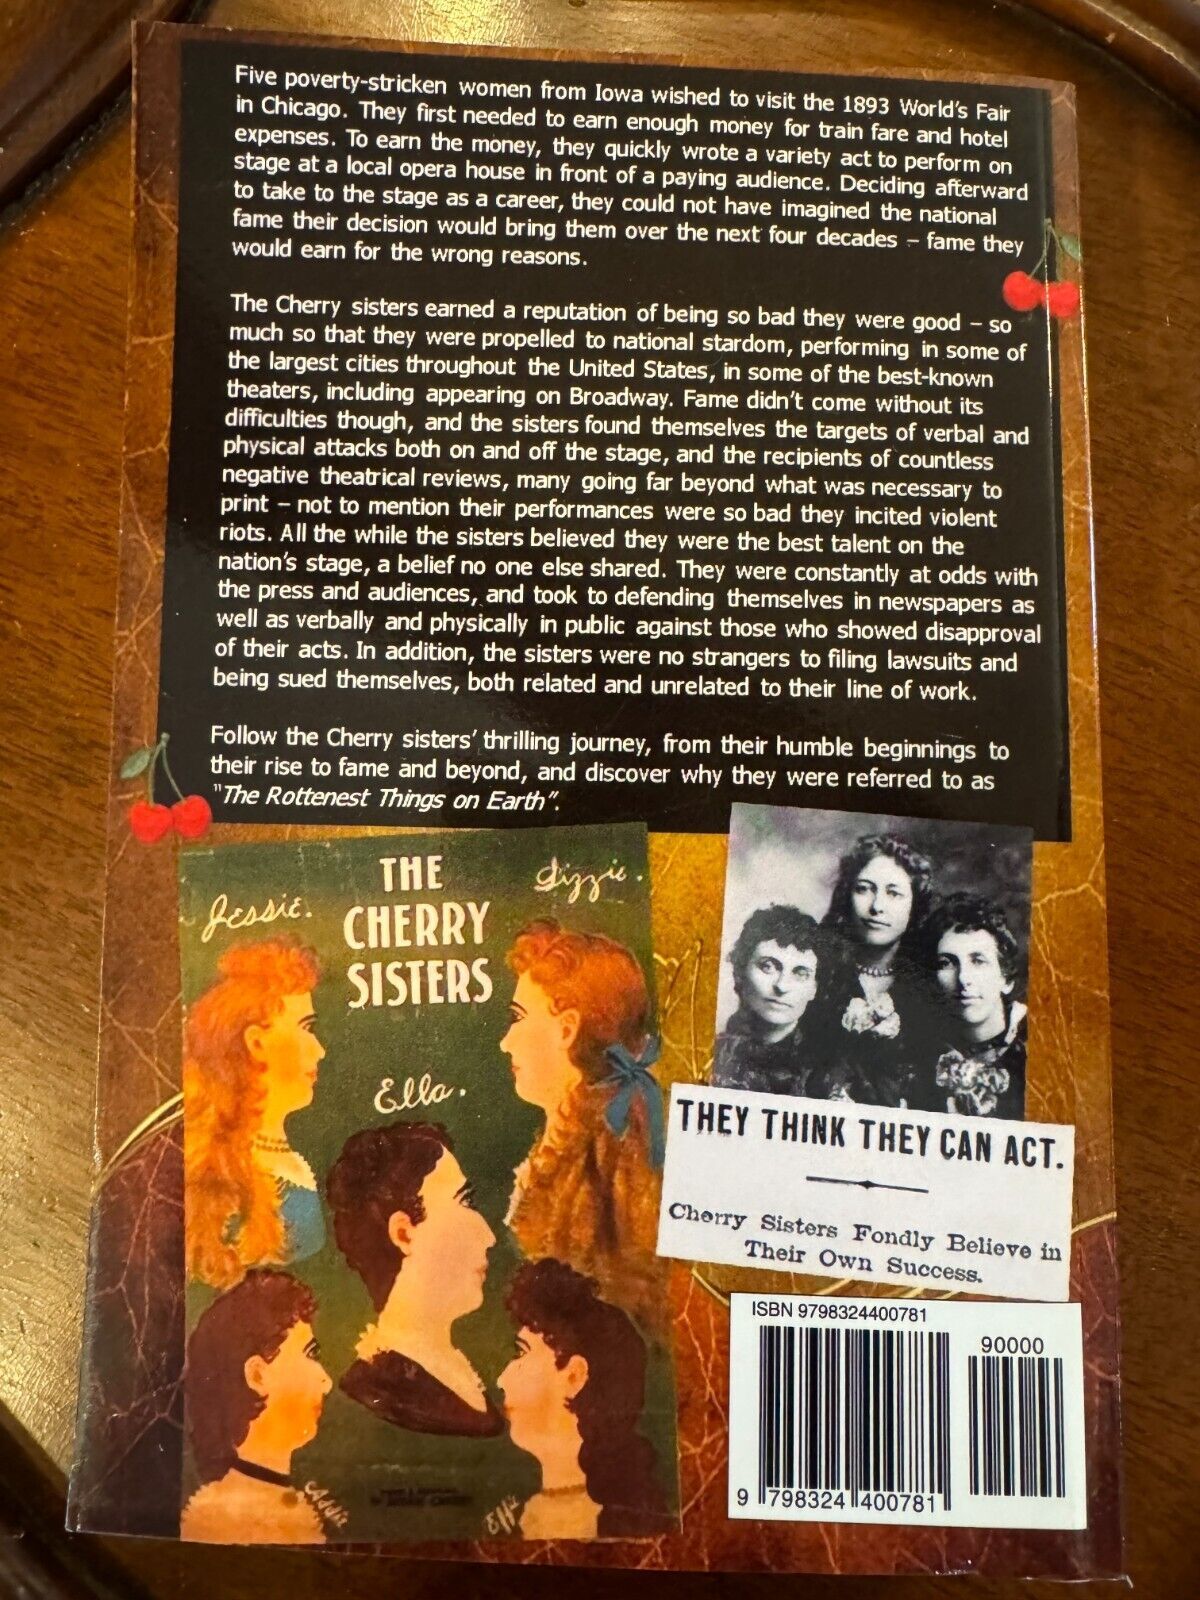 Five poverty-stricken women from Iowa wished to visit the 1893 World's Fair
in Chicago. They first needed to earn enough money for train fare and hotel
expenses. To earn the money, they quickly wrote a variety act to perform on
stage at a local opera house in front of a paying audience. Deciding afterward
to take to the stage as a career, they could not have imagined the national
fame their decision would bring them over the next four decades – fame they
would earn for the wrong reasons.
The Cherry sisters earned a reputation of being so bad they were good – so
much so that they were propelled to national stardom, performing in some of
the largest cities throughout the United States, in some of the best-known
theaters, including appearing on Broadway. Fame didn't come without its
difficulties though, and the sisters found themselves the targets of verbal and
physical attacks both on and off the stage, and the recipients of countless
negative theatrical reviews, many going far beyond what was necessary to
print – not to mention their performances were so bad they incited violent
riots. All the while the sisters believed they were the best talent on the
nation's stage, a belief no one else shared. They were constantly at odds with
the press and audiences, and took to defending themselves in newspapers as
well as verbally and physically in public against those who showed disapproval
of their acts. In addition, the sisters were no strangers to filing lawsuits and
being sued themselves, both related and unrelated to their line of work.
Follow the Cherry sisters' thrilling journey, from their humble beginnings to
their rise to fame and beyond, and discover why they were referred to as
"The Rottenest Things on Earth".
Jessie.
THE
CHERRY
SISTERS
Lizzie.
Ella.
Addie
Effie
THEY THINK THEY CAN ACT.
Cherry Sisters Fondly Believe in
Their Own Success.
ISBN 9798324400781
90000
9 798324 400781